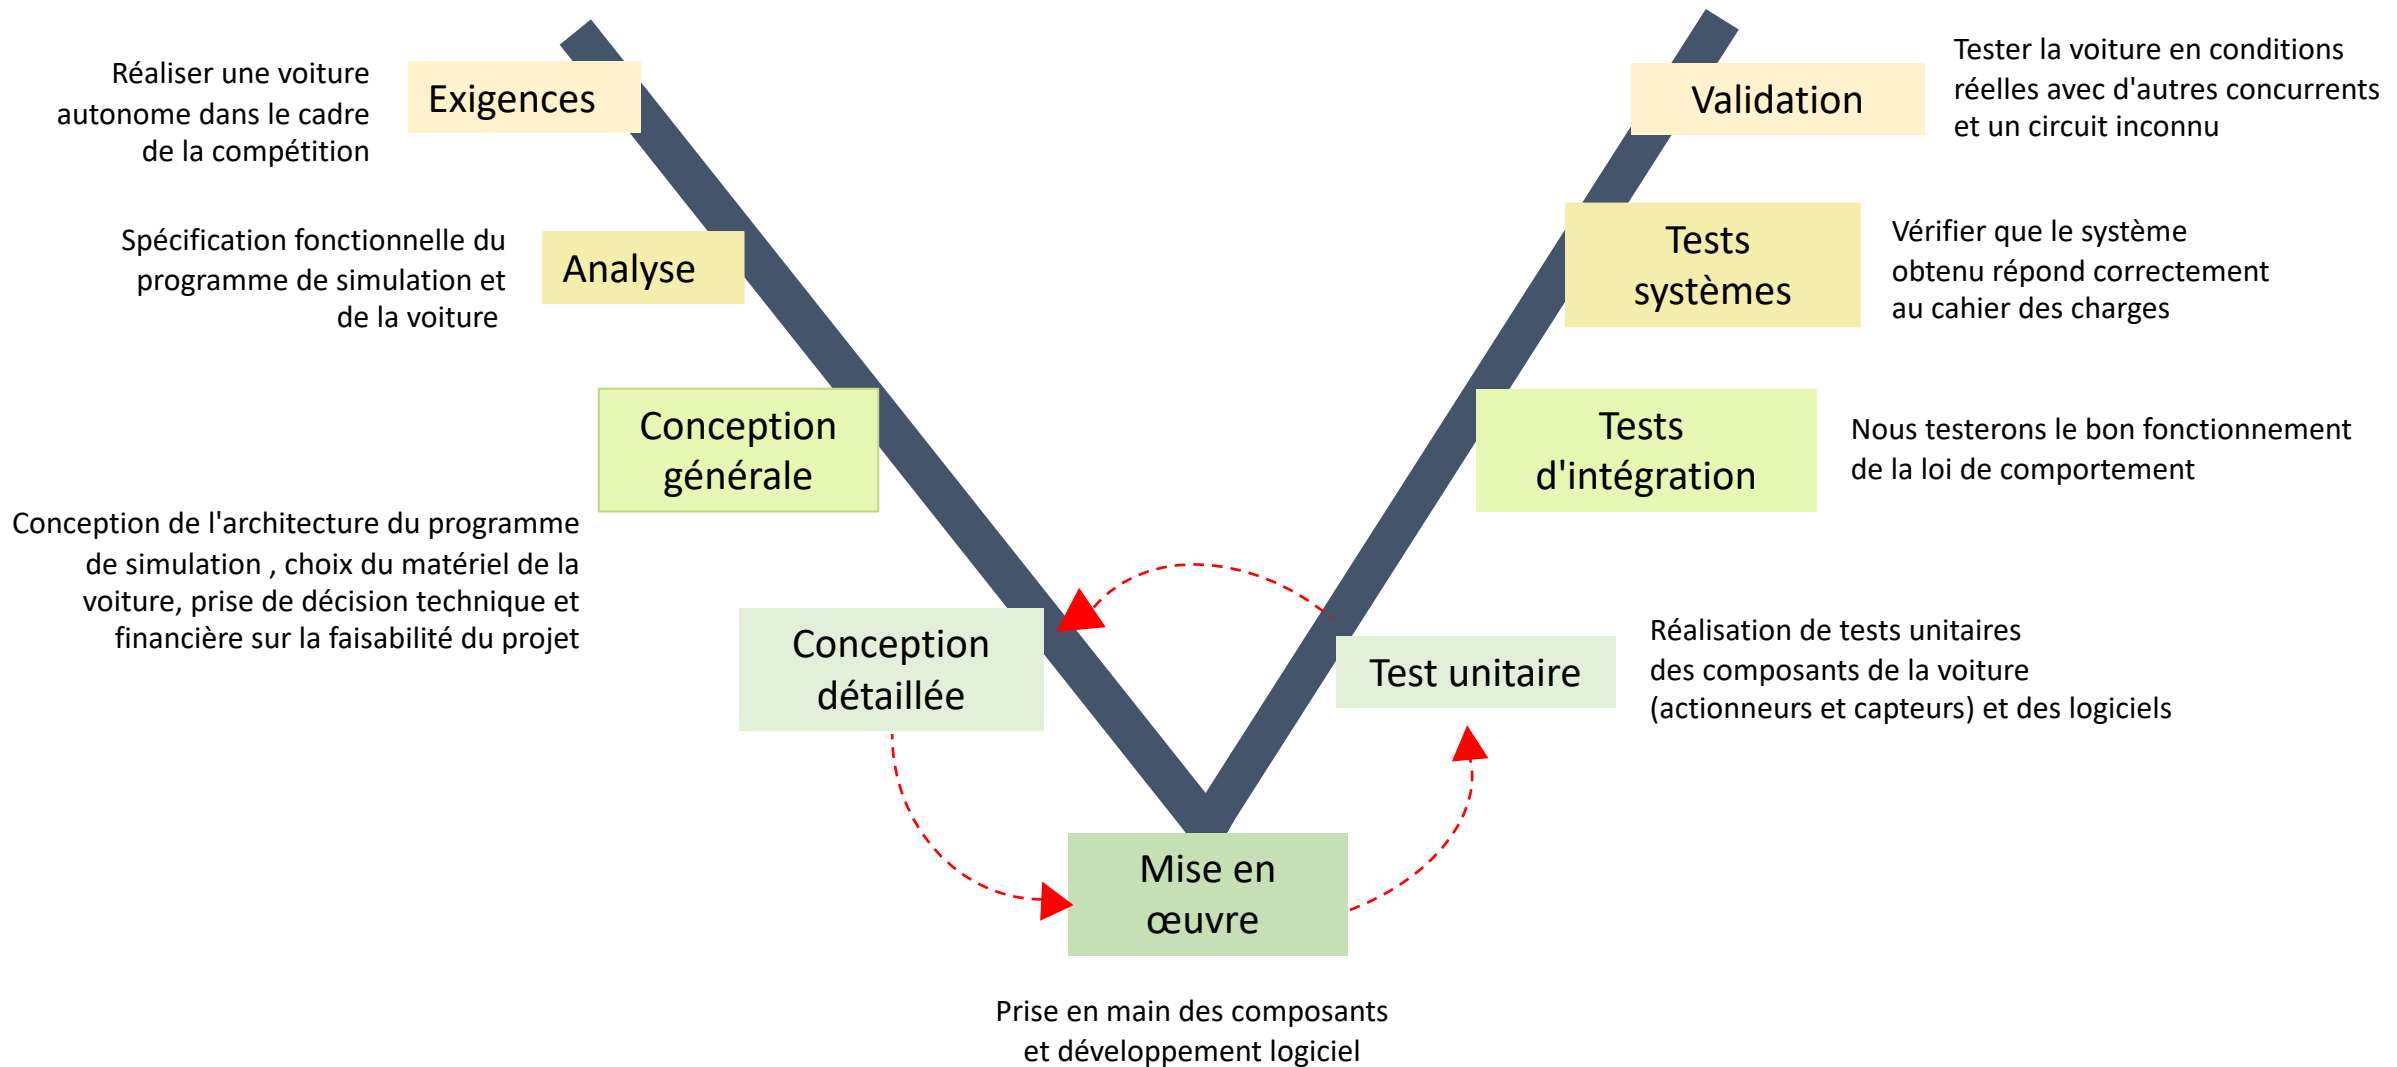 Réaliser une voiture
autonome dans le cadre
de la compétition
Exigences
Spécification fonctionnelle du
programme de simulation et
de la voiture
Analyse
Conception
générale
Conception de l'architecture du programme
de simulation , choix du matériel de la
voiture, prise de décision technique et
financière sur la faisabilité du projet
Conception
détaillée
Mise en
œuvre
Prise en main des composants
et développement logiciel
Test unitaire
Réalisation de tests unitaires
des composants de la voiture
(actionneurs et capteurs) et des logiciels
Tests
d'intégration
Nous testerons le bon fonctionnement
de la loi de comportement
Tests
systèmes
Vérifier que le système
obtenu répond correctement
au cahier des charges
Validation
Tester la voiture en conditions
réelles avec d'autres concurrents
et un circuit inconnu